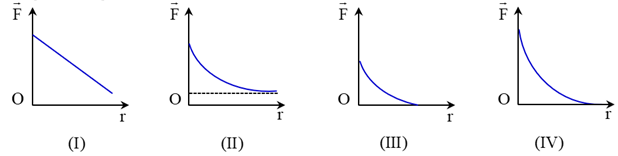 F⃗ F⃗ F⃗ F⃗
O O O O
r r r r
(I) (II) (III) (IV)